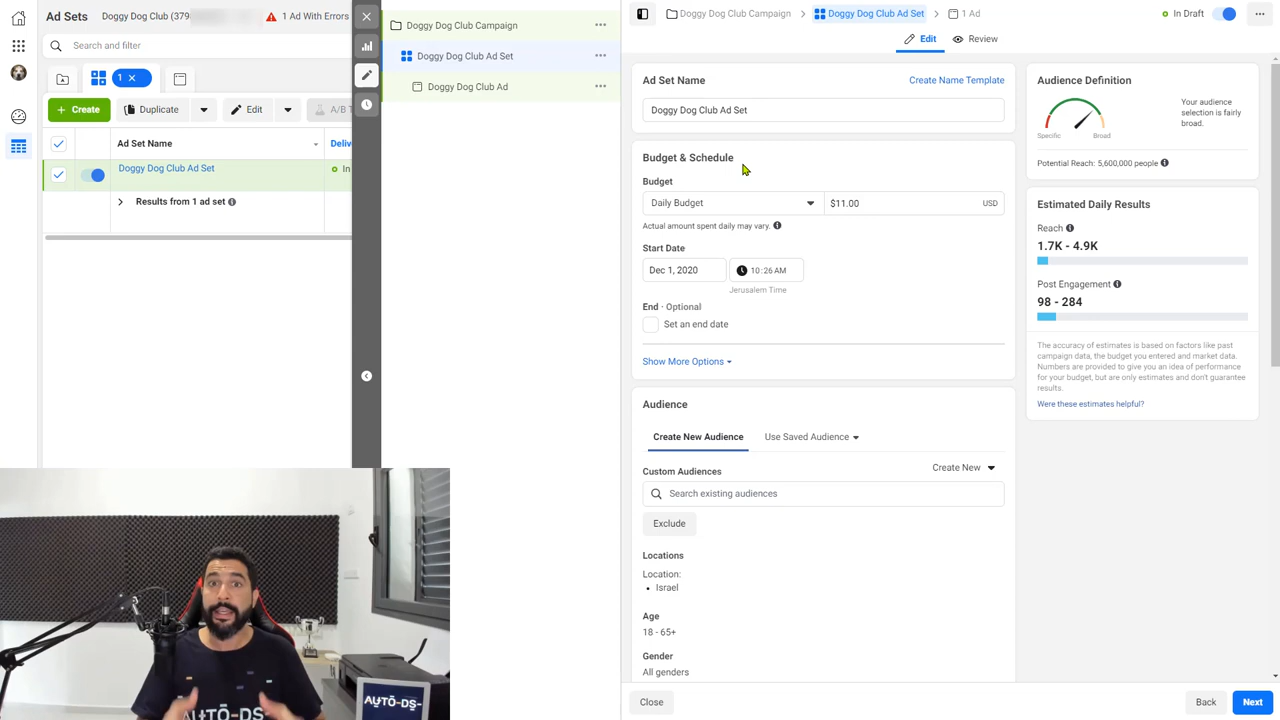 Ad Sets
Doggy Dog Club (379
1 Ad With Errors
Search and filter
1 ×
+ Create
Duplicate
Edit
A/B T
Ad Set Name
Deliv
Doggy Dog Club Ad Set
In
Results from 1 ad set
Doggy Dog Club Campaign
Doggy Dog Club Ad Set
Doggy Dog Club Ad
Doggy Dog Club Campaign
Doggy Dog Club Ad Set
1 Ad
In Draft
Edit
Review
Ad Set Name
Create Name Template
Doggy Dog Club Ad Set
Budget & Schedule
Budget
Daily Budget
$11.00
USD
Actual amount spent daily may vary.
Start Date
Dec 1, 2020
10:26 AM
Jerusalem Time
End · Optional
Set an end date
Show More Options
Audience
Create New Audience
Use Saved Audience
Custom Audiences
Create New
Search existing audiences
Exclude
Locations
Location:
• Israel
Age
18 - 65+
Gender
All genders
Close
Back
Next
Audience Definition
Specific
Broad
Your audience
selection is fairly
broad.
Potential Reach: 5,600,000 people
Estimated Daily Results
Reach
1.7K - 4.9K
Post Engagement
98 - 284
The accuracy of estimates is based on factors like past
campaign data, the budget you entered and market data.
Numbers are provided to give you an idea of performance
for your budget, but are only estimates and don't guarantee
results.
Were these estimates helpful?
AUTO-DS-
AUTO-DS-